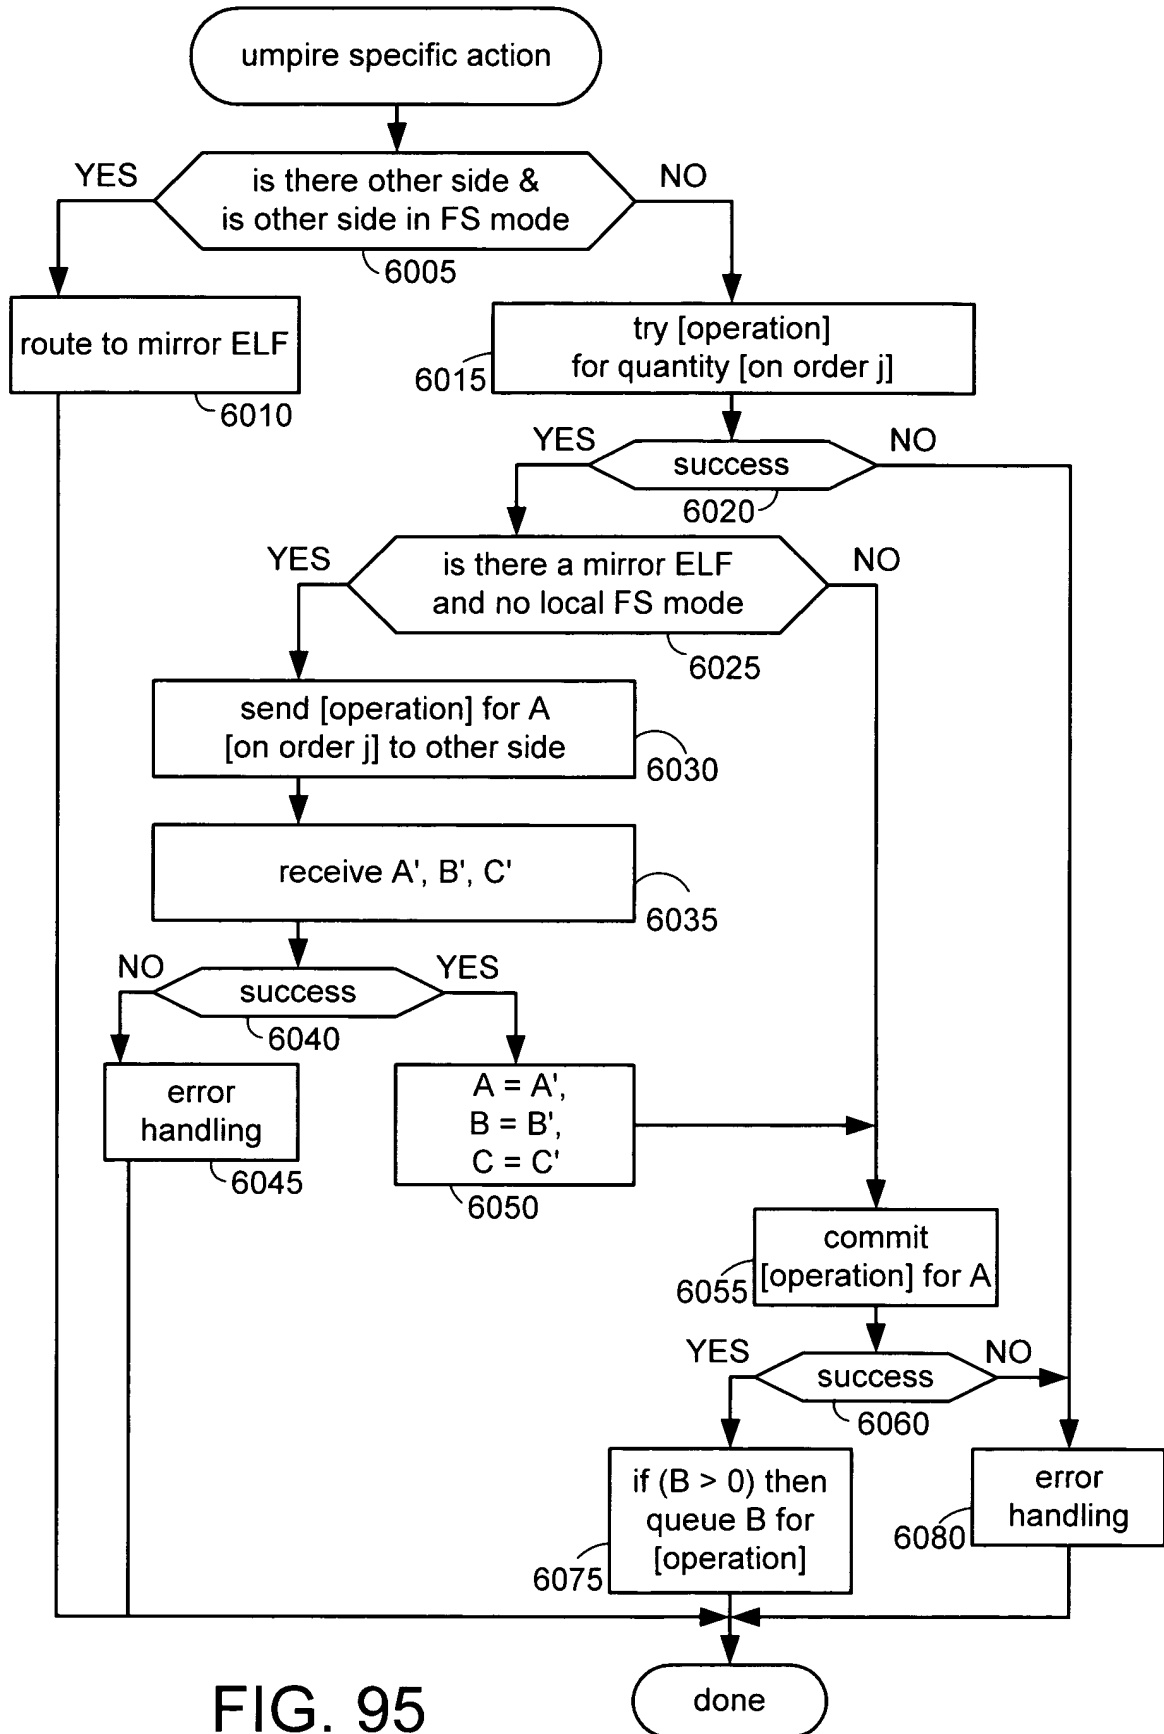 umpire specific action
YES
NO
is there other side &
is other side in FS mode
6005
route to mirror ELF
6010
try [operation]
for quantity [on order j]
6015
YES
NO
success
6020
YES
NO
is there a mirror ELF
and no local FS mode
6025
send [operation] for A
[on order j] to other side
6030
receive A', B', C'
6035
NO
YES
success
6040
error
handling
6045
A = A',
B = B',
C = C'
6050
commit
[operation] for A
6055
YES
NO
success
6060
if (B > 0) then
queue B for
[operation]
6075
error
handling
6080
done
FIG. 95